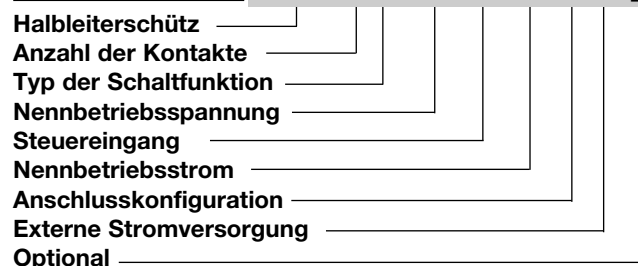 Halbleiterschütz
Anzahl der Kontakte
Typ der Schaltfunktion
Nennbetriebsspannung
Steuereingang
Nennbetriebsstrom
Anschlusskonfiguration
Externe Stromversorgung
Optional